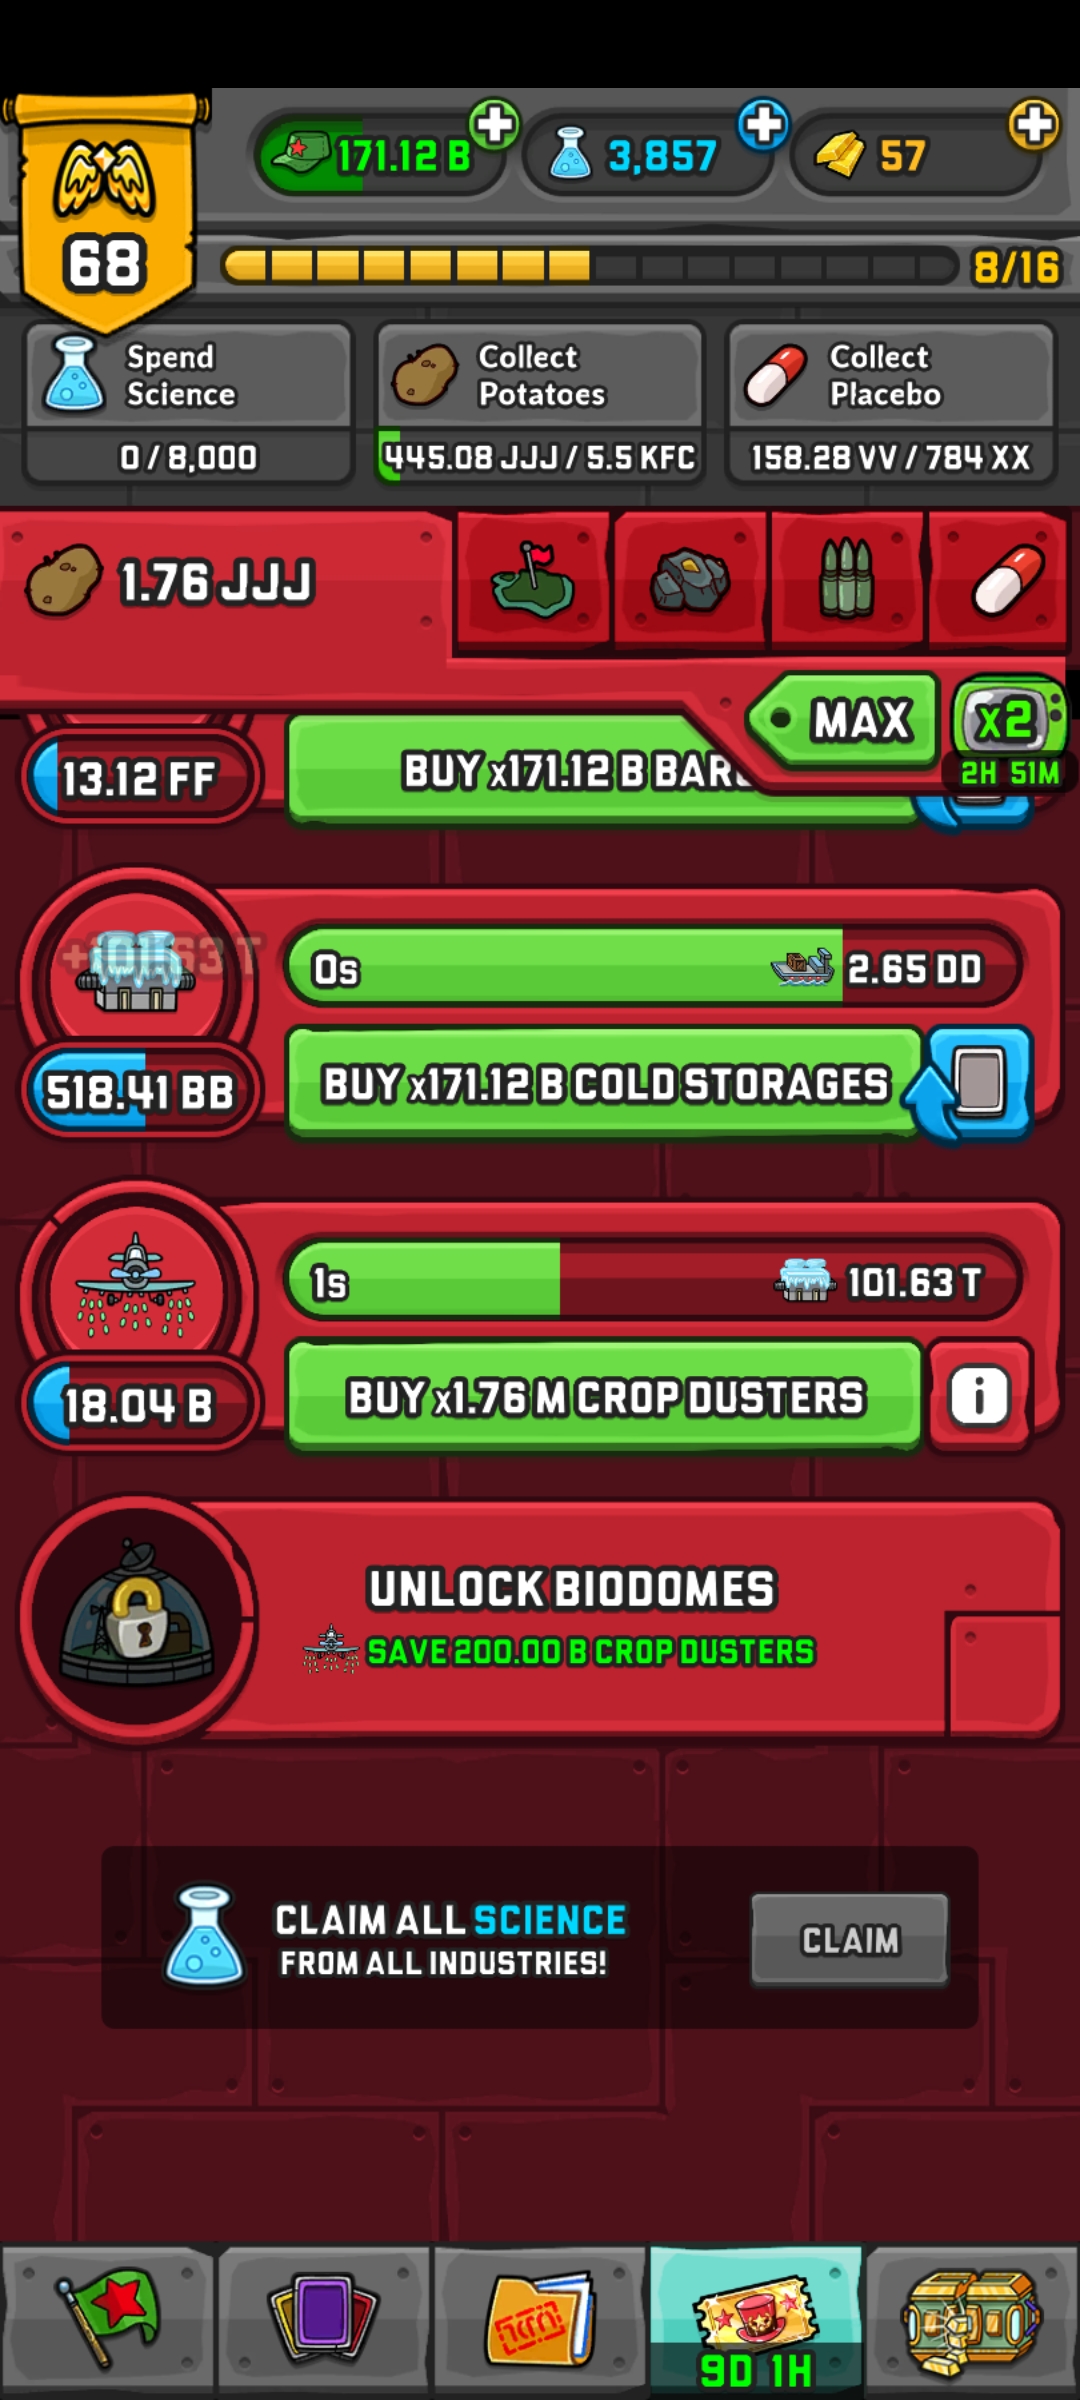 171.12 B
3,857
57
68
8/16
Spend
Science
0 / 8,000
Collect
Potatoes
445.08 JJJ / 5.5 KFC
Collect
Placebo
158.28 VV / 784 XX
1.76 JJJ
MAX
x2
2H 51M
13.12 FF
BUY x171.12 B
+101.63 T
0s
2.65 DD
518.41 BB
BUY x171.12 B COLD STORAGES
1s
101.63 T
18.04 B
BUY x1.76 M CROP DUSTERS
i
UNLOCK BIODOMES
SAVE 200.00 B CROP DUSTERS
CLAIM ALL SCIENCE
FROM ALL INDUSTRIES!
CLAIM
9D 1H